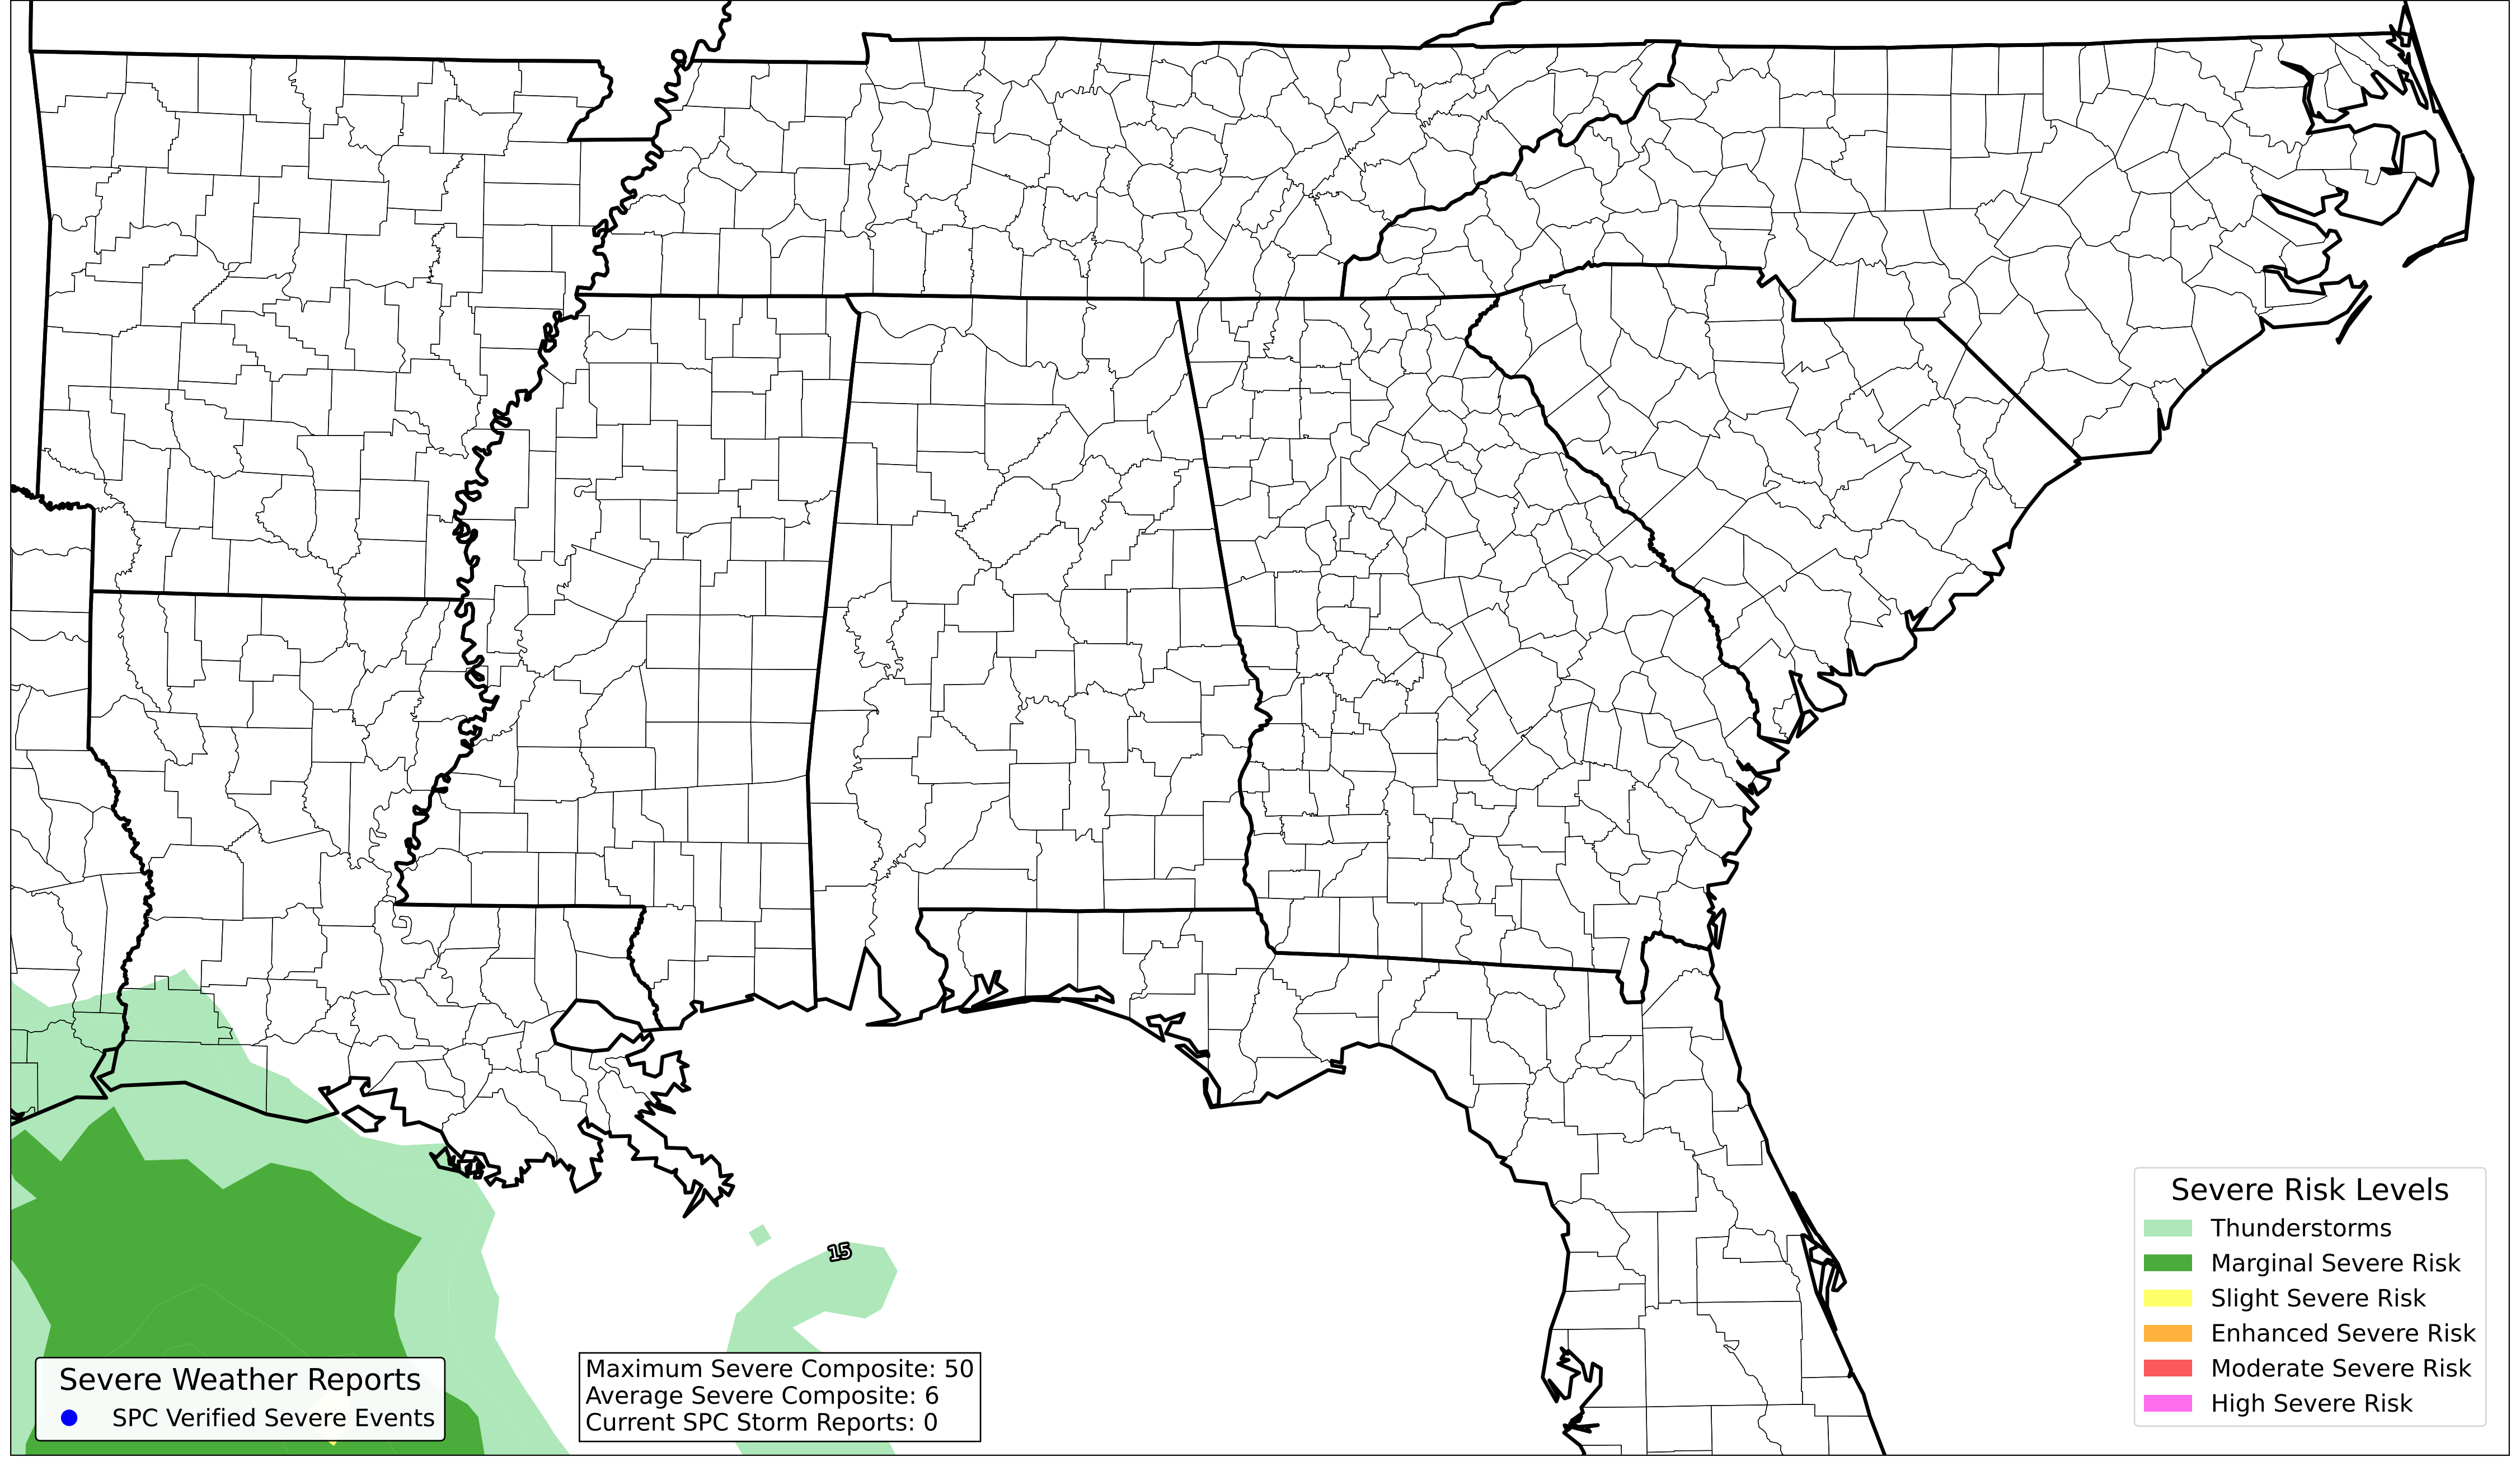 15
Severe Risk Levels
Thunderstorms
Marginal Severe Risk
Slight Severe Risk
Enhanced Severe Risk
Moderate Severe Risk
High Severe Risk
Severe Weather Reports
SPC Verified Severe Events
Maximum Severe Composite: 50
Average Severe Composite: 6
Current SPC Storm Reports: 0